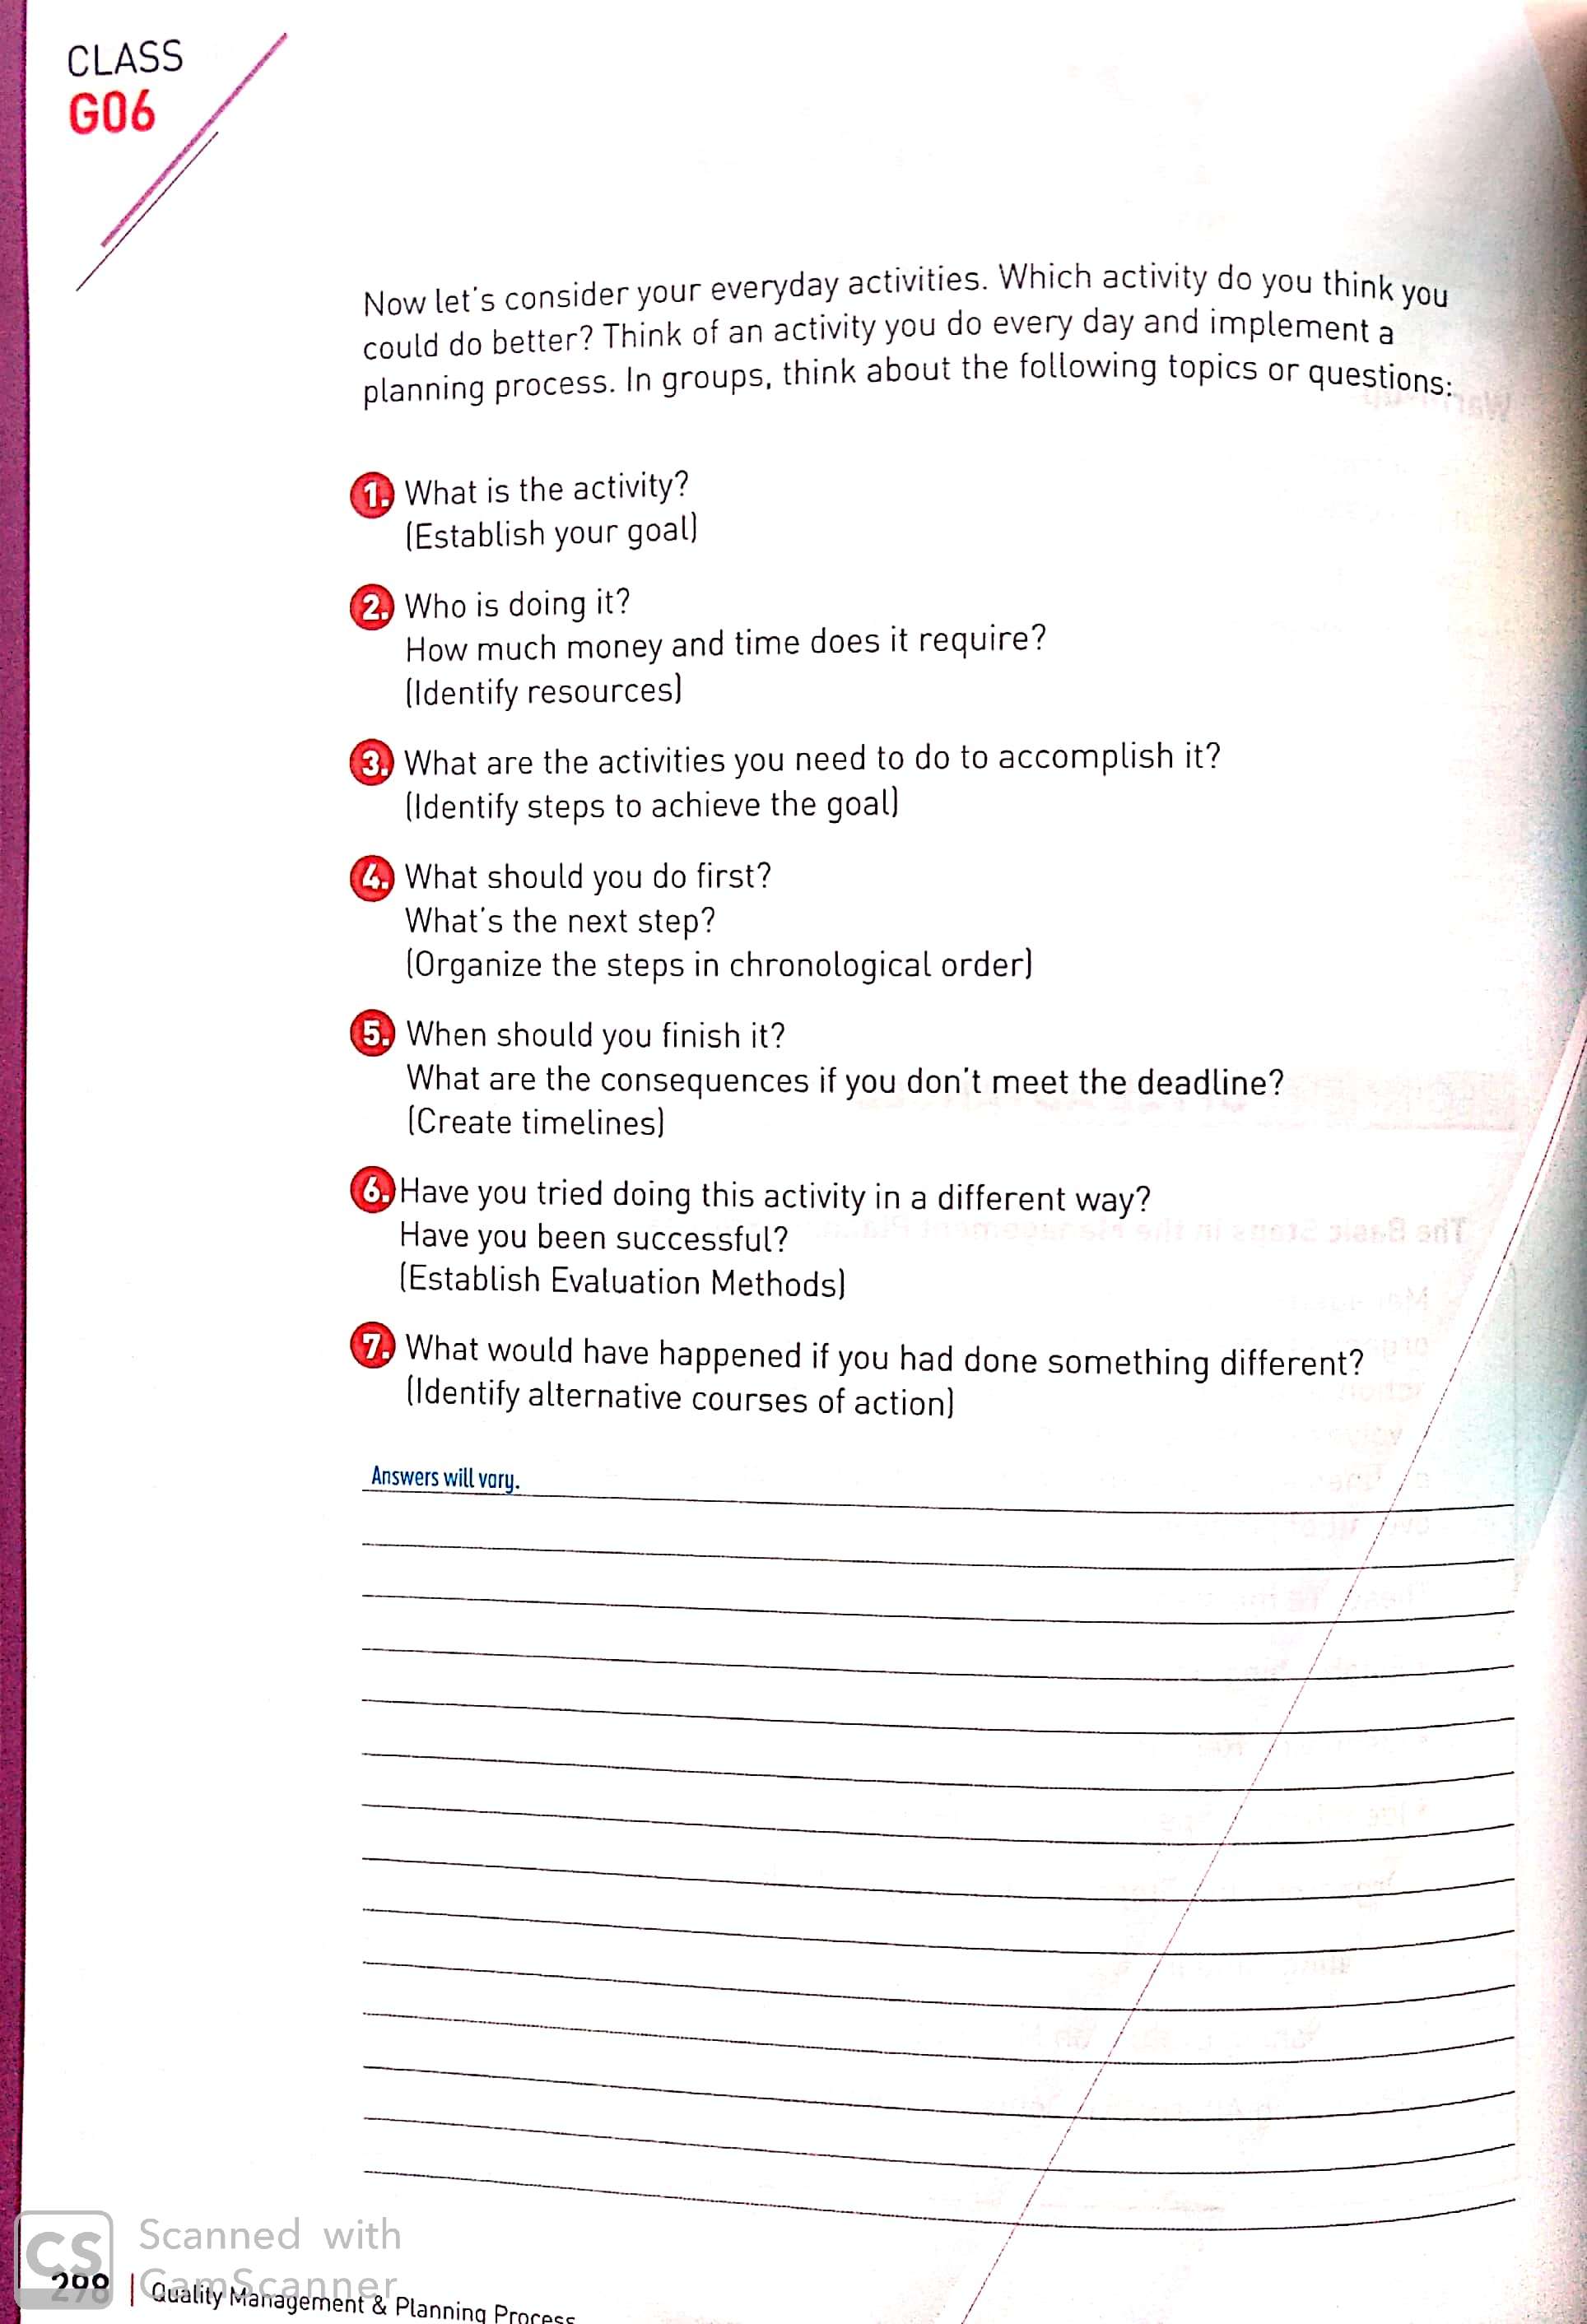 CLASS
G06
Now let's consider your everyday activities. Which activity do you think you
could do better? Think of an activity you do every day and implement a
planning process. In groups, think about the following topics or questions:
1. What is the activity?
(Establish your goal)
2. Who is doing it?
How much money and time does it require?
(Identify resources)
3. What are the activities you need to do to accomplish it?
(Identify steps to achieve the goal)
4. What should you do first?
What's the next step?
(Organize the steps in chronological order)
5. When should you finish it?
What are the consequences if you don't meet the deadline?
(Create timelines)
6. Have you tried doing this activity in a different way?
Have you been successful?
(Establish Evaluation Methods)
7. What would have happened if you had done something different?
(Identify alternative courses of action)
Answers will vary.
CS Scanned with
CamScanner
298 | Quality Management & Planning Process